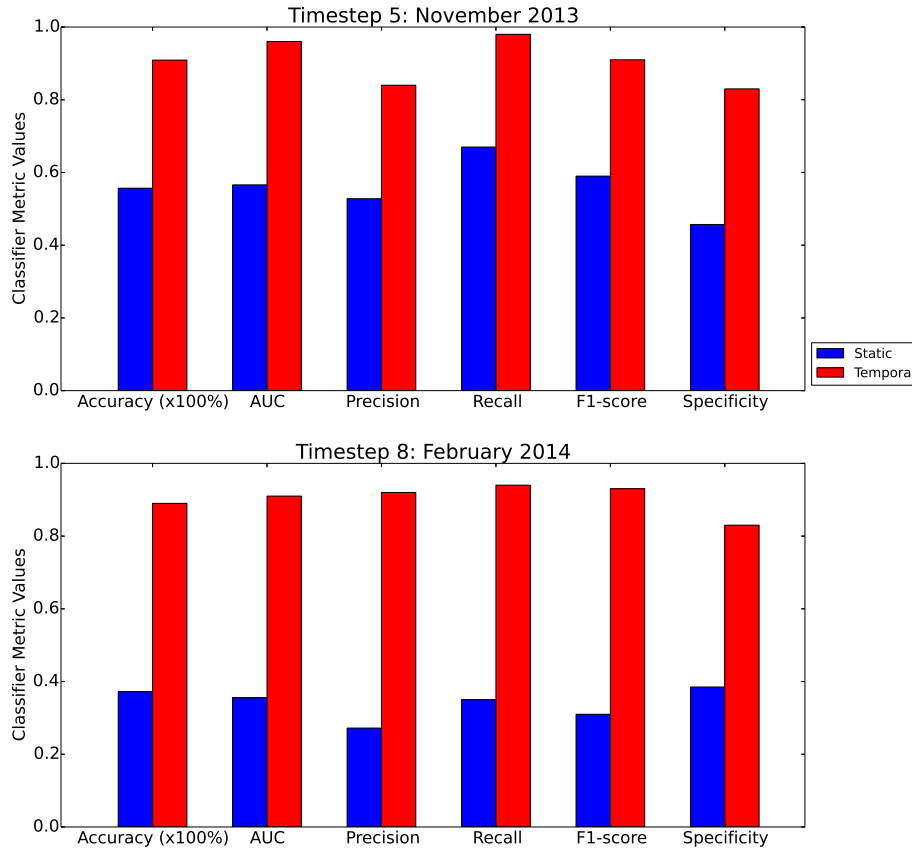 Timestep 5: November 2013
1.0
0.8
0.6
0.4
0.2
0.0
Classifier Metric Values
Accuracy (x100%) AUC Precision Recall F1-score Specificity
Static
Tempora
Timestep 8: February 2014
1.0
0.8
0.6
0.4
0.2
0.0
Classifier Metric Values
Accuracy (x100%) AUC Precision Recall F1-score Specificity